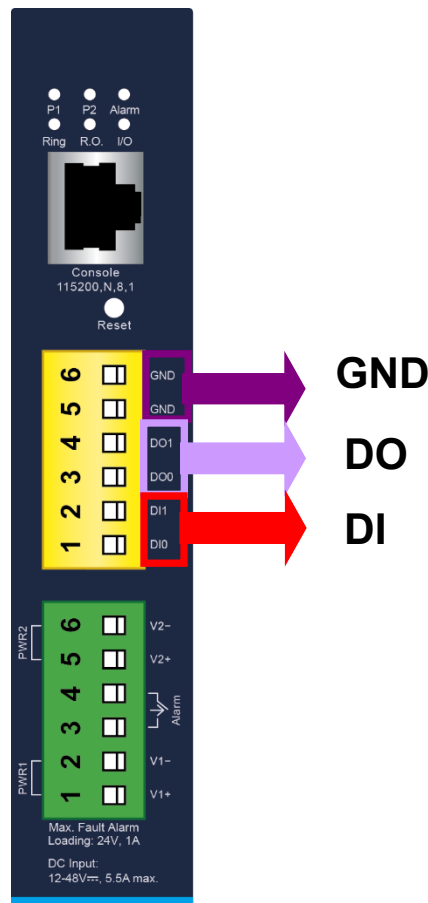 P1 P2 Alarm
Ring R.O. I/O
Console
115200,N,8,1
Reset
6 GND
5 GND
4 DO1
3 DO0
2 DI1
1 DI0
GND
DO
DI
PWR2
6 V2−
5 V2+
4
3
Alarm
PWR1
2 V1−
1 V1+
Max. Fault Alarm
Loading: 24V, 1A
DC Input:
12-48V⎓, 5.5A max.